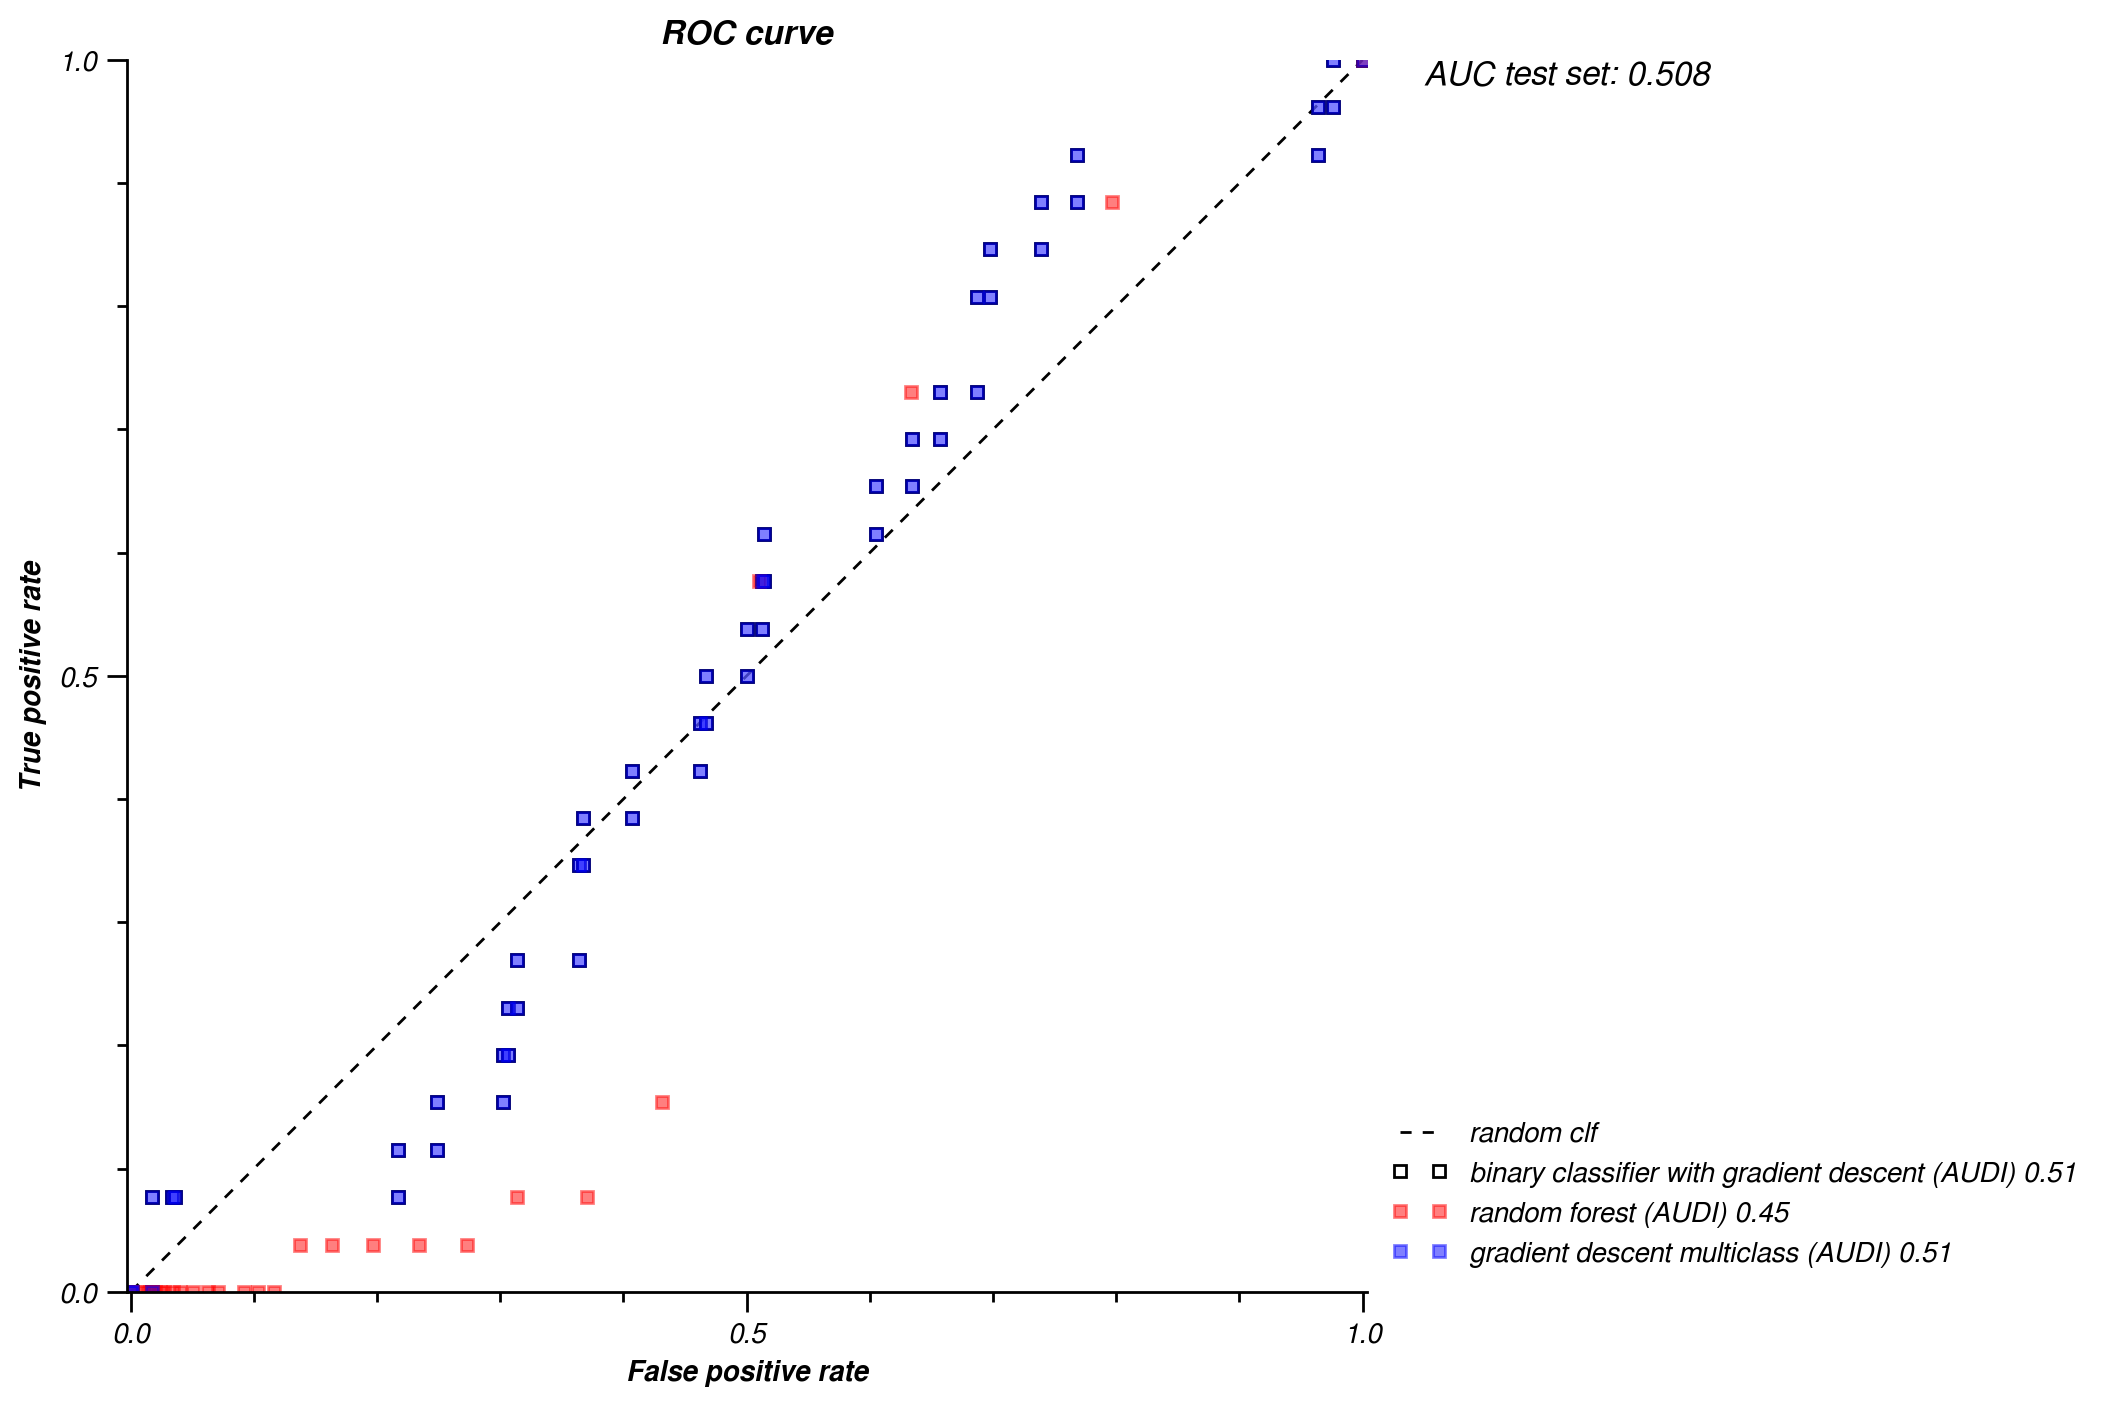 ROC curve
AUC test set: 0.508
1.0
0.5
0.0
True positive rate
0.0 0.5 1.0
False positive rate
random clf
binary classifier with gradient descent (AUDI) 0.51
random forest (AUDI) 0.45
gradient descent multiclass (AUDI) 0.51